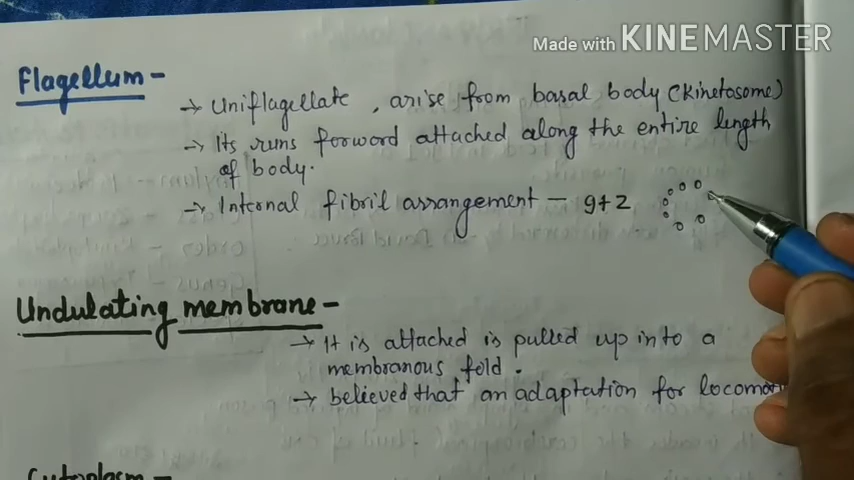 Made with KINEMASTER
Flagellum -
→ Uniflagellate, arise from basal body (Kinetosome)
→ Its runs forward attached along the entire length
of body.
→ Internal fibril arrangement - 9+2
Undulating membrane -
→ It is attached is pulled up into a
membranous fold.
→ believed that an adaptation for locomo
Cytoplasm -